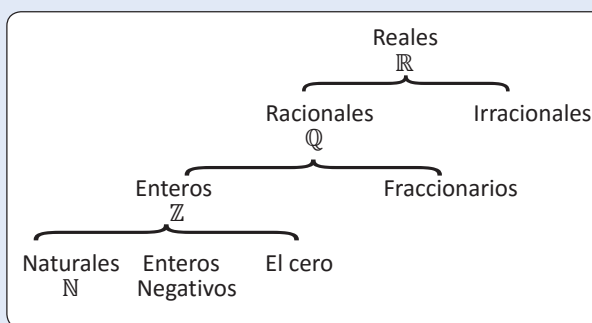 Reales
ℝ
Racionales Irracionales
ℚ
Enteros Fraccionarios
ℤ
Naturales Enteros El cero
ℕ Negativos